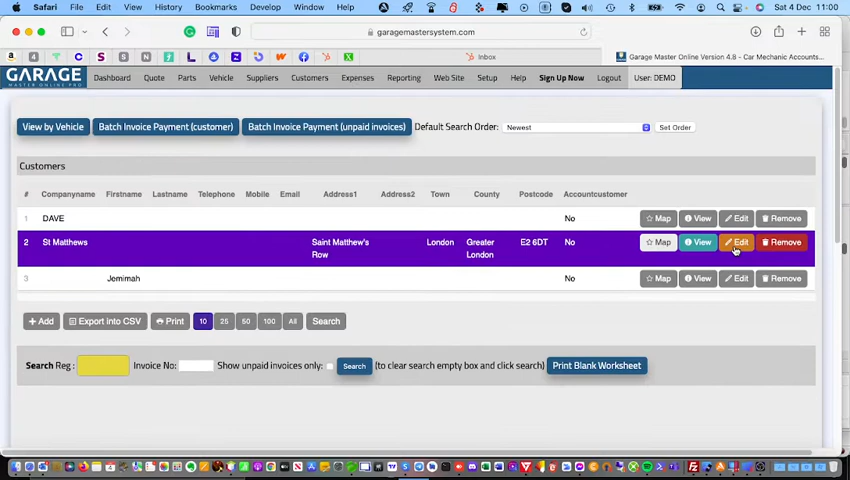 Safari File Edit View History Bookmarks Develop Window Help Sat 4 Dec 11:00
garagemastersystem.com
Inbox
Garage Master Online Version 4.8 - Car Mechanic Accounts...
GARAGE
MASTER ONLINE PRO
Dashboard Quote Parts Vehicle Suppliers Customers Expenses Reporting Web Site Setup Help Sign Up Now Logout User: DEMO
View by Vehicle Batch Invoice Payment (customer) Batch Invoice Payment (unpaid invoices) Default Search Order: Newest Set Order
Customers
# Companyname Firstname Lastname Telephone Mobile Email Address1 Address2 Town County Postcode Accountcustomer
1 DAVE No Map View Edit Remove
2 St Matthews Saint Matthew's London Greater E2 6DT No Map View Edit Remove
Row London
3 Jemimah No Map View Edit Remove
+ Add Export into CSV Print 10 25 50 100 All Search
Search Reg : Invoice No: Show unpaid invoices only: Search (to clear search empty box and click search) Print Blank Worksheet